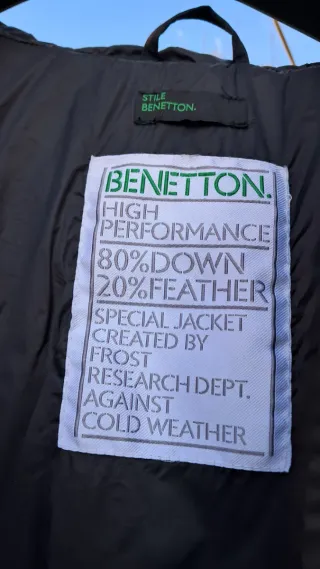 STILE
BENETTON.
BENETTON.
HIGH
PERFORMANCE
80%DOWN
20%FEATHER
SPECIAL JACKET
CREATED BY
FROST
RESEARCH DEPT.
AGAINST
COLD WEATHER